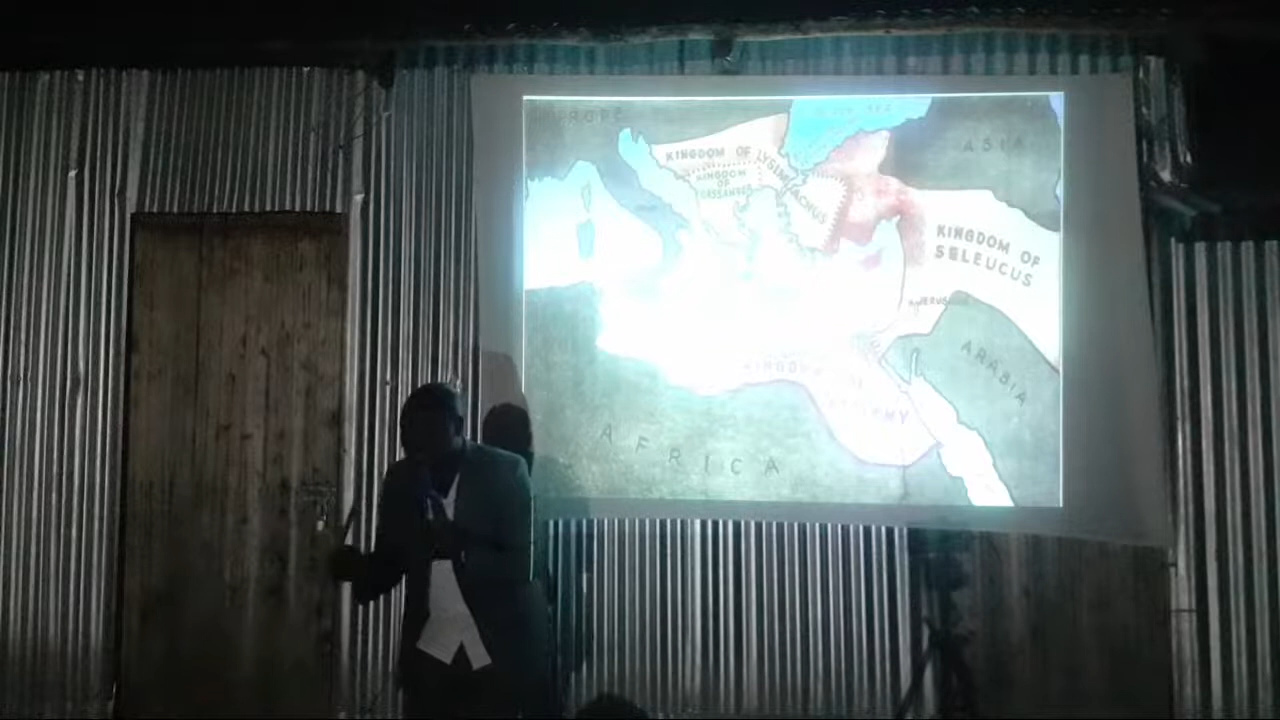 EUROPE
ASIA
KINGDOM OF LYSIMACHUS
KINGDOM
OF
CASSANDER
KINGDOM OF
SELEUCUS
JERUSALEM
ARABIA
KINGDOM OF
PTOLEMY
AFRICA